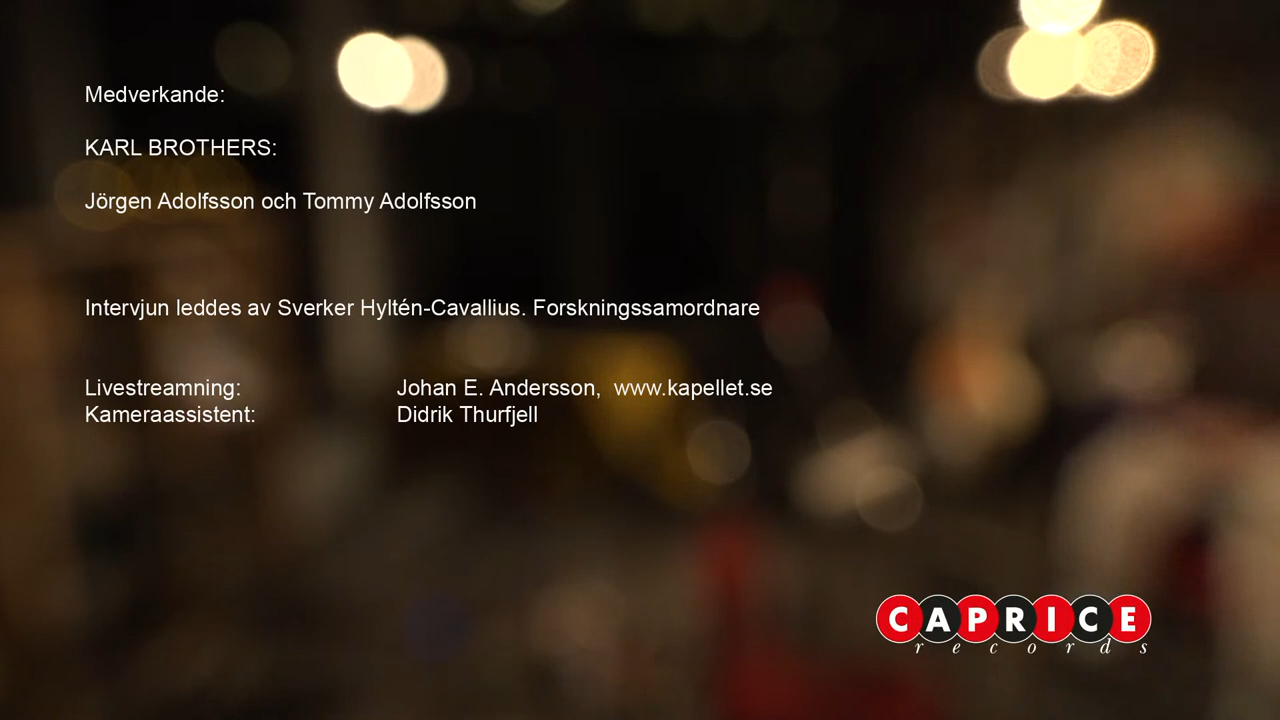 Medverkande:
KARL BROTHERS:
Jörgen Adolfsson och Tommy Adolfsson
Intervjun leddes av Sverker Hyltén-Cavallius. Forskningssamordnare
Livestreamning: Johan E. Andersson, www.kapellet.se
Kameraassistent: Didrik Thurfjell
CAPRICE
records